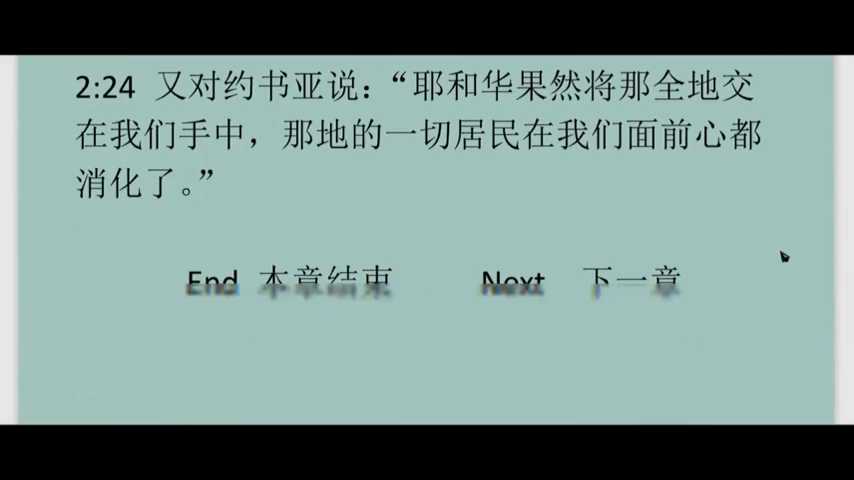 2:24 又对约书亚说：“耶和华果然将那全地交
在我们手中，那地的一切居民在我们面前心都
消化了。”
End 本章结束 Next 下一章